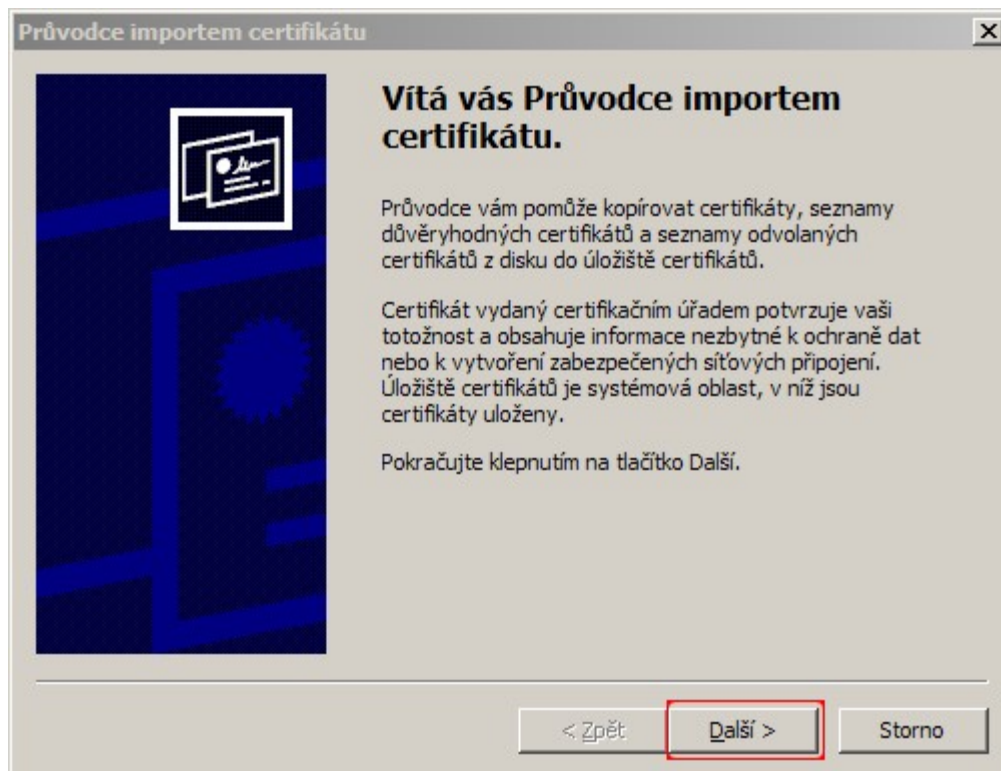 Průvodce importem certifikátu
Vítá vás Průvodce importem
certifikátu.
Průvodce vám pomůže kopírovat certifikáty, seznamy
důvěryhodných certifikátů a seznamy odvolaných
certifikátů z disku do úložiště certifikátů.
Certifikát vydaný certifikačním úřadem potvrzuje vaši
totožnost a obsahuje informace nezbytné k ochraně dat
nebo k vytvoření zabezpečených síťových připojení.
Úložiště certifikátů je systémová oblast, v níž jsou
certifikáty uloženy.
Pokračujte klepnutím na tlačítko Další.
< Zpět Další > Storno